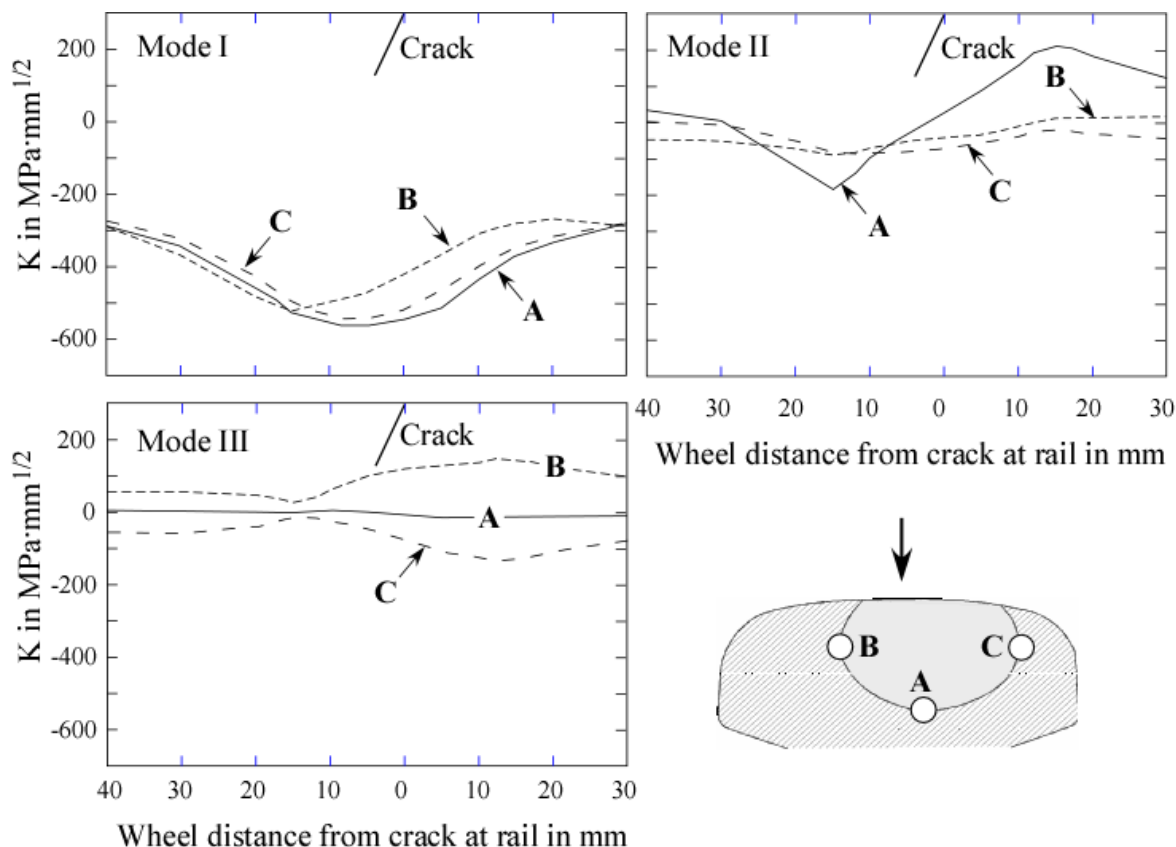 Mode I
Crack
200
0
-200
-400
-600
K in MPa·mm1/2
C
B
A
Mode II
Crack
B
C
A
40 30 20 10 0 10 20 30
Wheel distance from crack at rail in mm
Mode III
Crack
200
0
-200
-400
-600
K in MPa·mm1/2
B
A
C
40 30 20 10 0 10 20 30
Wheel distance from crack at rail in mm
B C
A